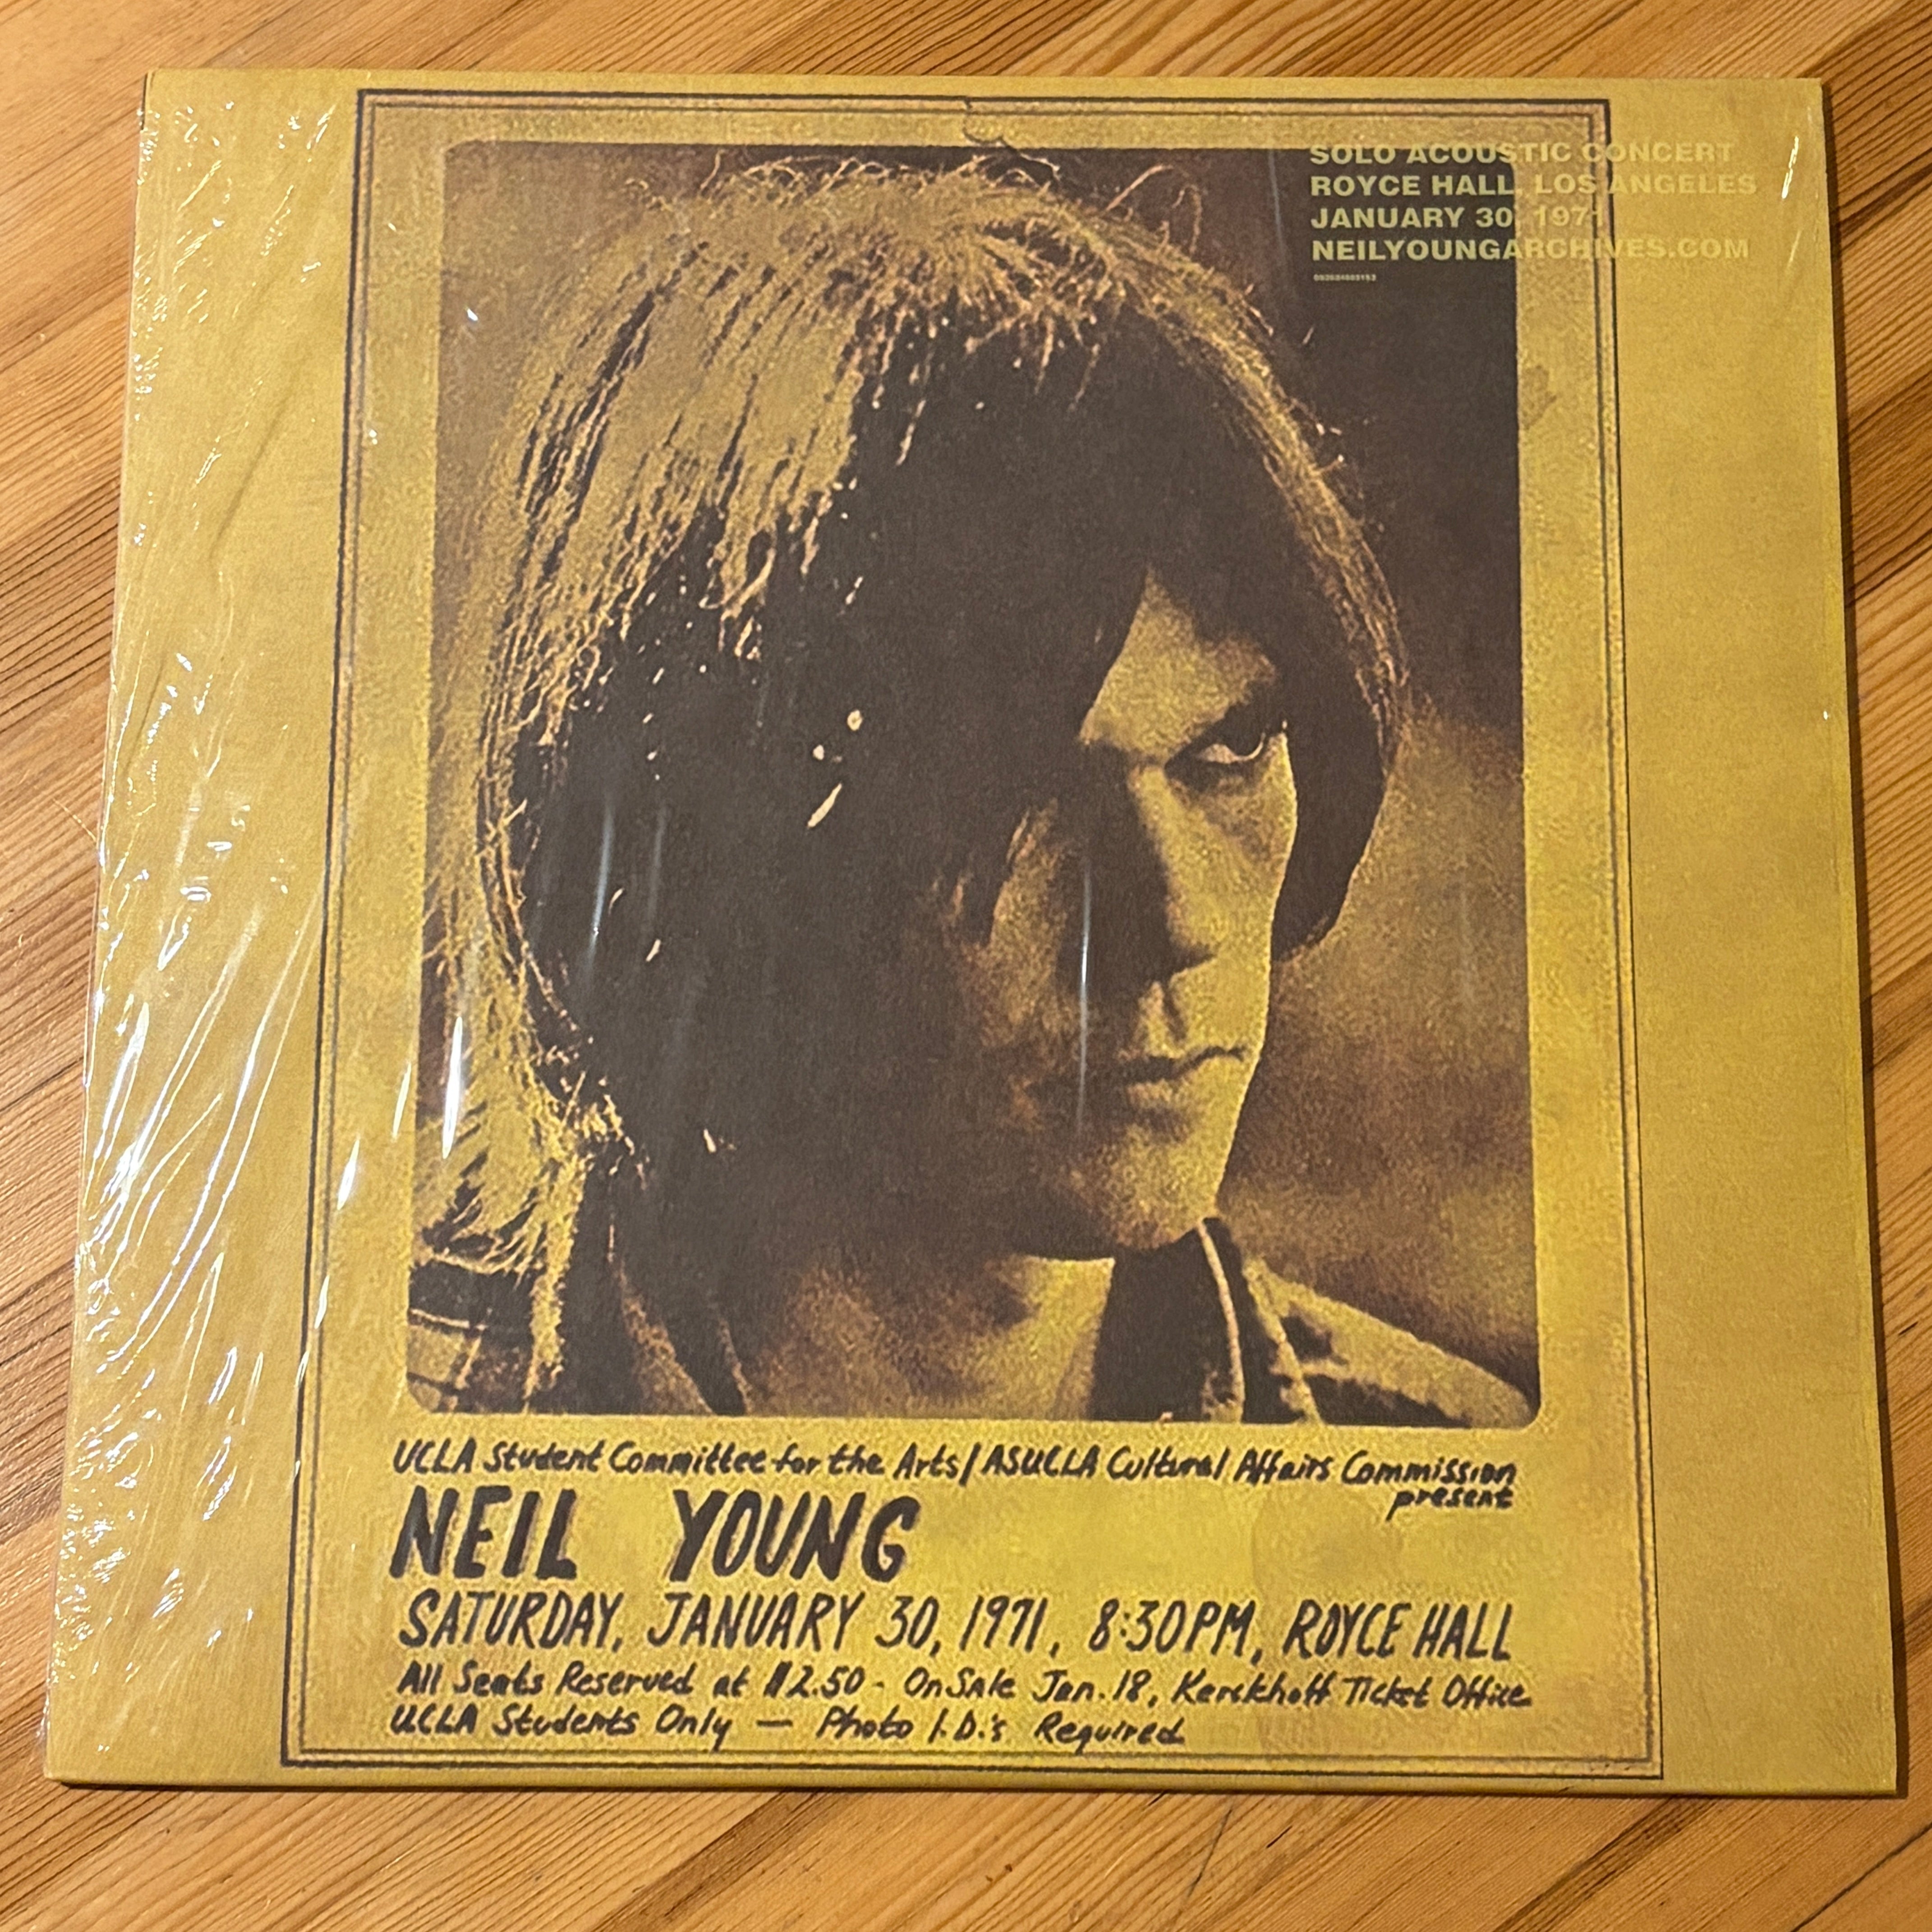 SOLO ACOUSTIC CONCERT
ROYCE HALL, LOS ANGELES
JANUARY 30, 1971
NEILYOUNGARCHIVES.COM
UCLA Student Committee for the Arts/ASUCLA Cultural Affairs Commission
present
NEIL YOUNG
SATURDAY, JANUARY 30, 1971, 8:30PM, ROYCE HALL
All Seats Reserved at $2.50 - On Sale Jan. 18, Kerckhoff Ticket Office
UCLA Students Only — Photo I.D.'s Required